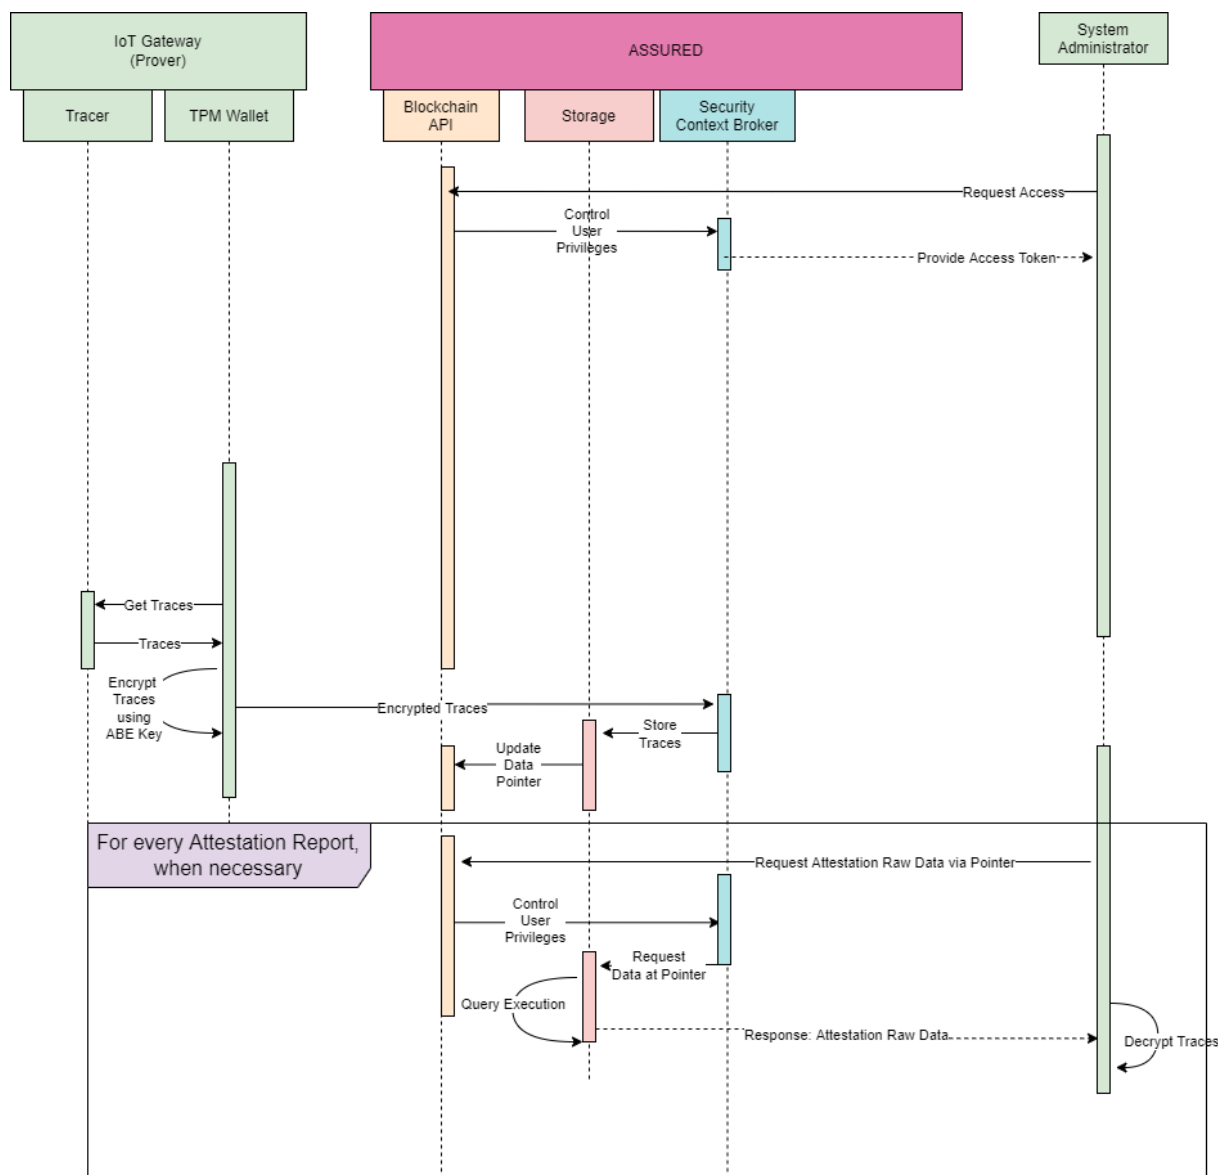 IoT Gateway
(Prover)
ASSURED
System
Administrator
Tracer
TPM Wallet
Blockchain
API
Storage
Security
Context Broker
Request Access
Control
User
Privileges
Provide Access Token
Get Traces
Traces
Encrypt
Traces
using
ABE Key
Encrypted Traces
Store
Traces
Update
Data
Pointer
For every Attestation Report,
when necessary
Request Attestation Raw Data via Pointer
Control
User
Privileges
Request
Data at Pointer
Query Execution
Response: Attestation Raw Data
Decrypt Traces